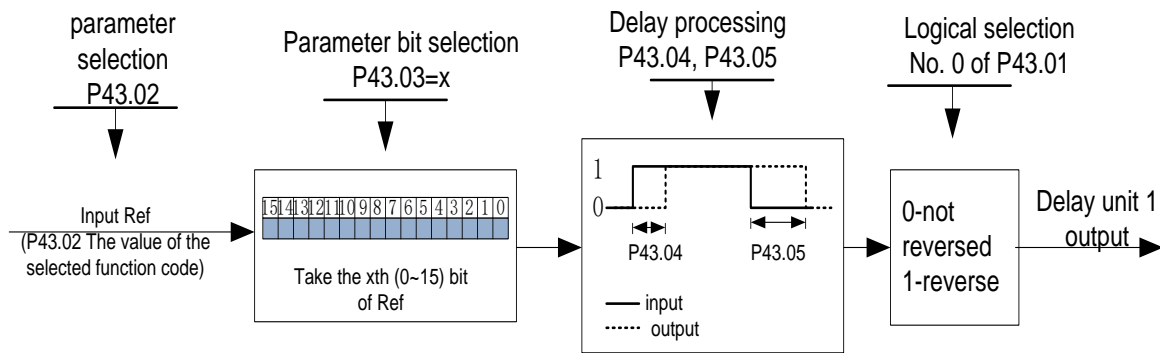 parameter
selection
P43.02
Parameter bit selection
P43.03=x
Delay processing
P43.04, P43.05
Logical selection
No. 0 of P43.01
Input Ref
(P43.02 The value of the
selected function code)
15 14 13 12 11 10 9 8 7 6 5 4 3 2 1 0
Take the xth (0~15) bit
of Ref
1
0
P43.04 P43.05
input
output
0-not
reversed
1-reverse
Delay unit 1
output